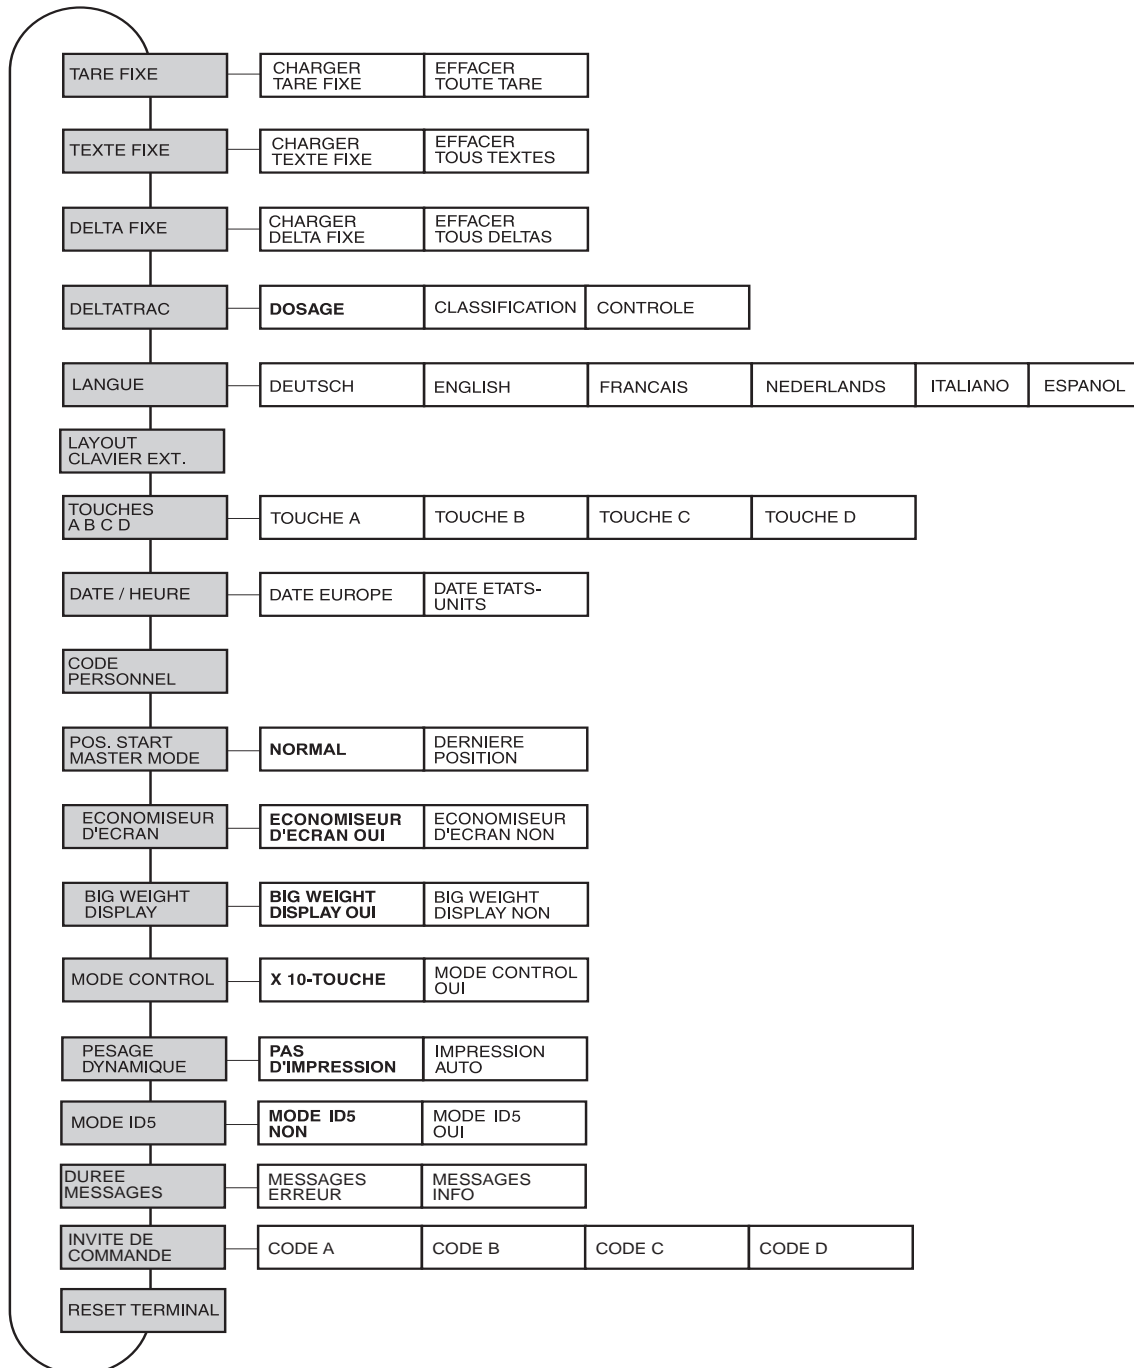 TARE FIXE
CHARGER
TARE FIXE
EFFACER
TOUTE TARE
TEXTE FIXE
CHARGER
TEXTE FIXE
EFFACER
TOUS TEXTES
DELTA FIXE
CHARGER
DELTA FIXE
EFFACER
TOUS DELTAS
DELTATRAC
DOSAGE
CLASSIFICATION
CONTROLE
LANGUE
DEUTSCH
ENGLISH
FRANCAIS
NEDERLANDS
ITALIANO
ESPANOL
LAYOUT
CLAVIER EXT.
TOUCHES
A B C D
TOUCHE A
TOUCHE B
TOUCHE C
TOUCHE D
DATE / HEURE
DATE EUROPE
DATE ETATS-
UNITS
CODE
PERSONNEL
POS. START
MASTER MODE
NORMAL
DERNIERE
POSITION
ECONOMISEUR
D'ECRAN
ECONOMISEUR
D'ECRAN OUI
ECONOMISEUR
D'ECRAN NON
BIG WEIGHT
DISPLAY
BIG WEIGHT
DISPLAY OUI
BIG WEIGHT
DISPLAY NON
MODE CONTROL
X 10-TOUCHE
MODE CONTROL
OUI
PESAGE
DYNAMIQUE
PAS
D'IMPRESSION
IMPRESSION
AUTO
MODE ID5
MODE ID5
NON
MODE ID5
OUI
DUREE
MESSAGES
MESSAGES
ERREUR
MESSAGES
INFO
INVITE DE
COMMANDE
CODE A
CODE B
CODE C
CODE D
RESET TERMINAL